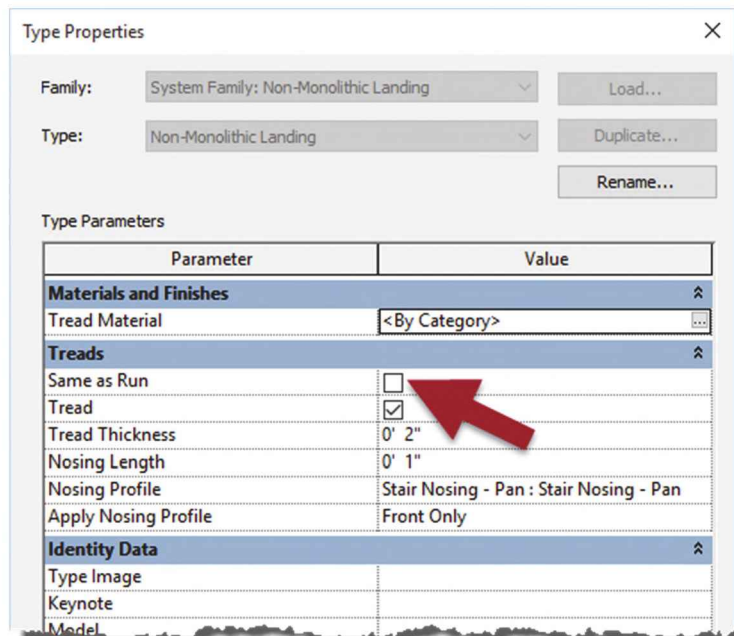 Type Properties
Family: System Family: Non-Monolithic Landing Load...
Type: Non-Monolithic Landing Duplicate...
Rename...
Type Parameters
Parameter Value
Materials and Finishes
Tread Material <By Category> ...
Treads
Same as Run
Tread
Tread Thickness 0' 2"
Nosing Length 0' 1"
Nosing Profile Stair Nosing - Pan : Stair Nosing - Pan
Apply Nosing Profile Front Only
Identity Data
Type Image
Keynote
Model